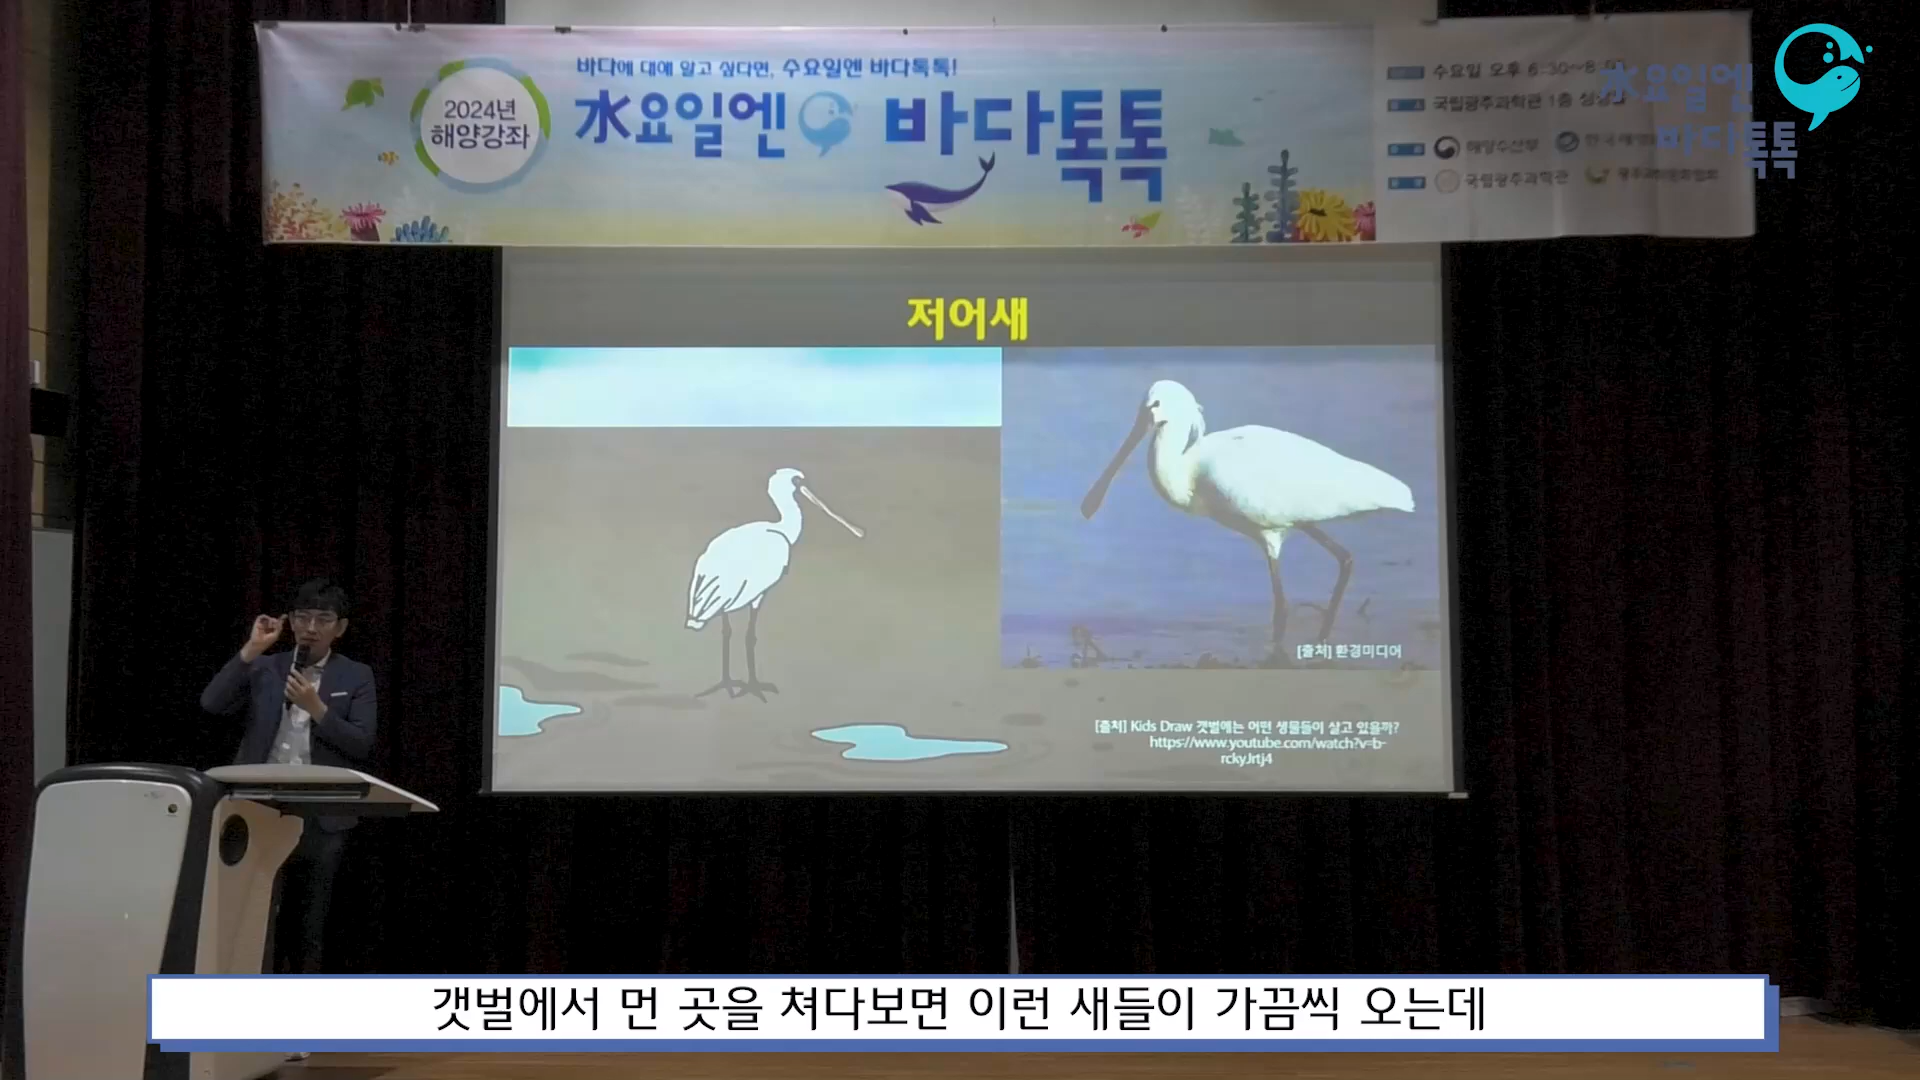 바다에 대해 알고 싶다면, 수요일엔 바다톡톡!
2024년
해양강좌
水요일엔 바다톡톡
수요일 오후 6:30~8:
국립광주과학관 1층
해양수산부
국립광주과학관
水요일엔
바다톡톡
저어새
[출처] 환경미디어
[출처] Kids Draw 갯벌에는 어떤 생물들이 살고 있을까?
https://www.youtube.com/watch?v=b-
rckyJrtj4
갯벌에서 먼 곳을 쳐다보면 이런 새들이 가끔씩 오는데